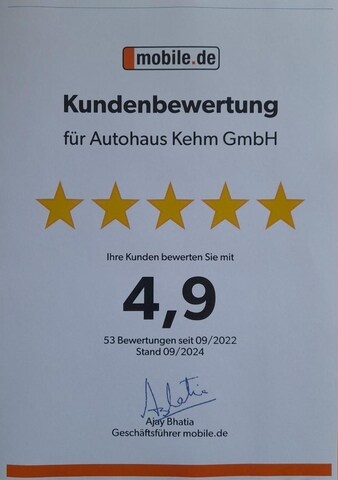 mobile.de
Kundenbewertung
für Autohaus Kehm GmbH
Ihre Kunden bewerten Sie mit
4,9
53 Bewertungen seit 09/2022
Stand 09/2024
Ajay Bhatia
Geschäftsführer mobile.de